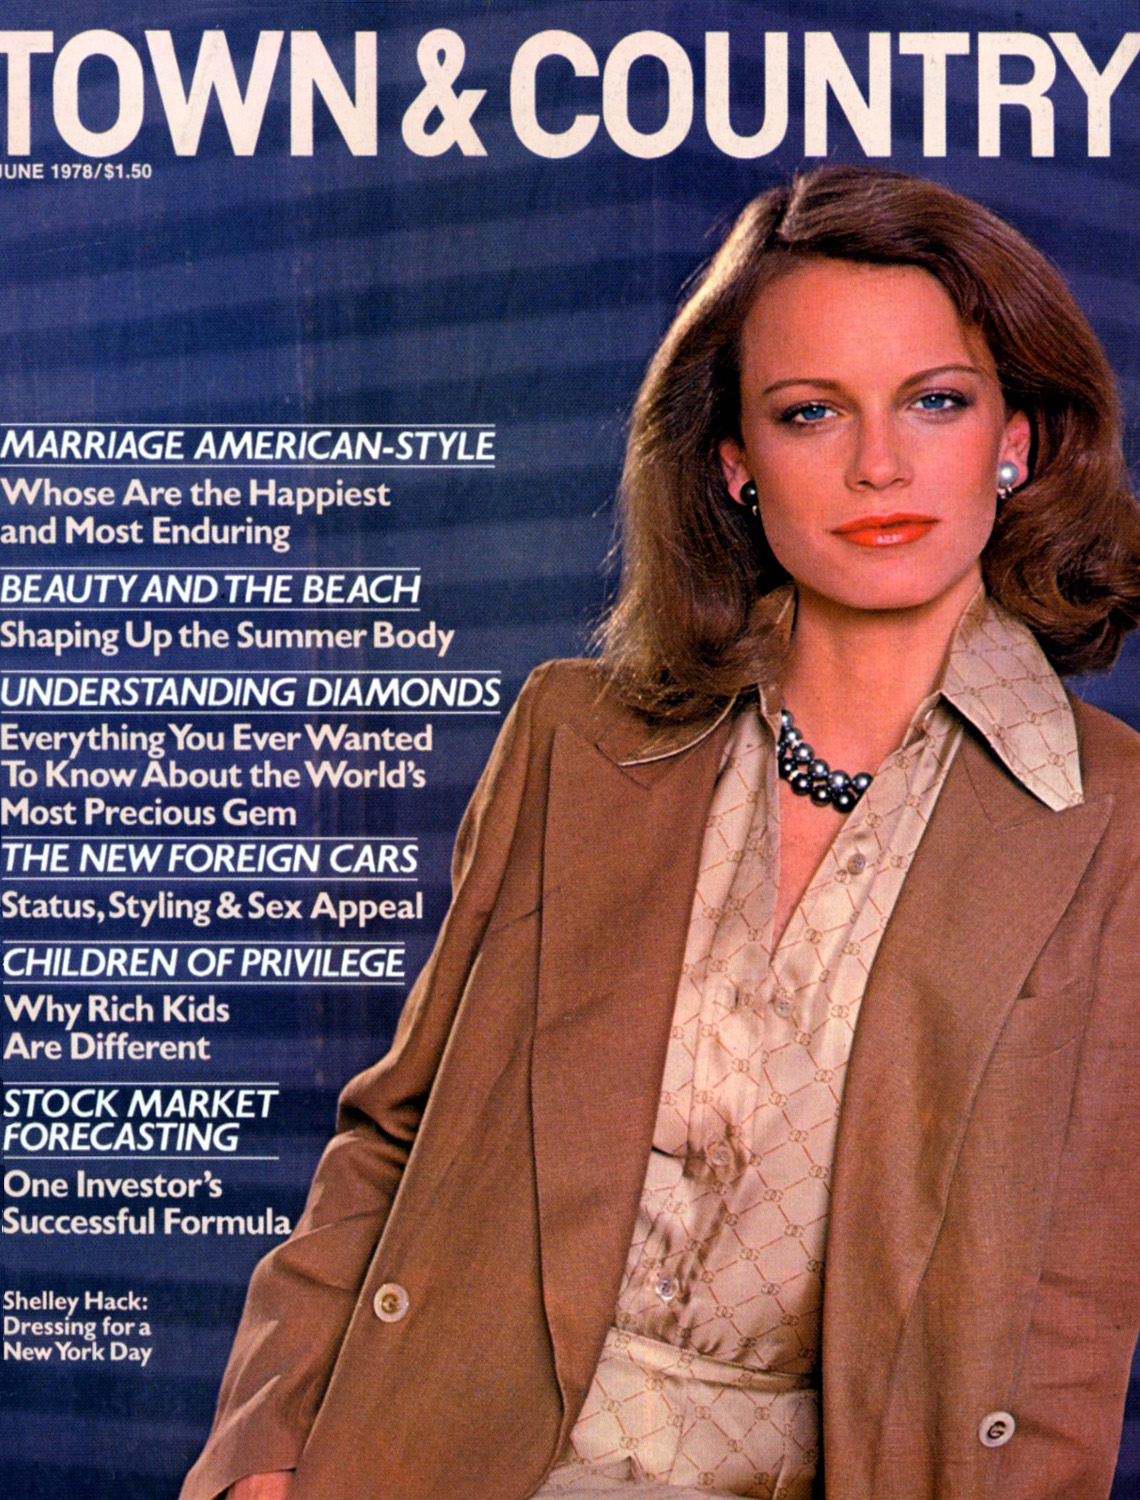 TOWN & COUNTRY
JUNE 1978/$1.50
MARRIAGE AMERICAN-STYLE
Whose Are the Happiest
and Most Enduring
BEAUTY AND THE BEACH
Shaping Up the Summer Body
UNDERSTANDING DIAMONDS
Everything You Ever Wanted
To Know About the World's
Most Precious Gem
THE NEW FOREIGN CARS
Status, Styling & Sex Appeal
CHILDREN OF PRIVILEGE
Why Rich Kids
Are Different
STOCK MARKET
FORECASTING
One Investor's
Successful Formula
Shelley Hack:
Dressing for a
New York Day